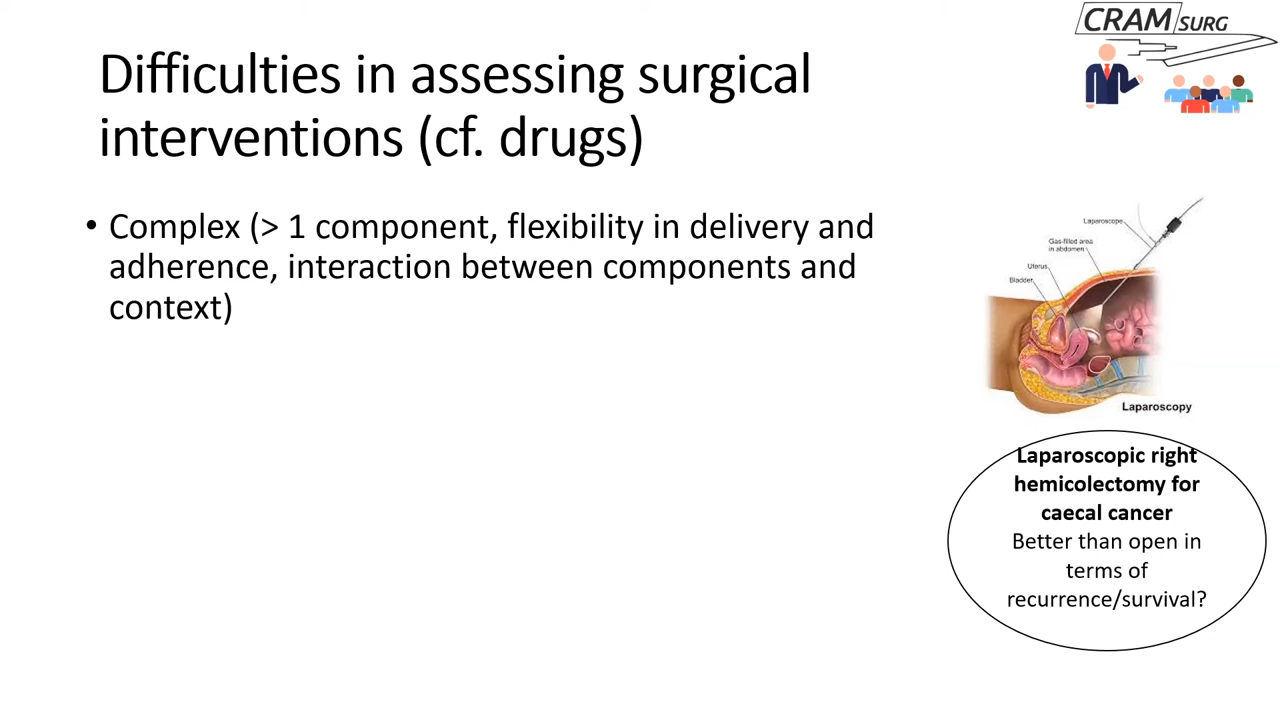 CRAM SURG
Difficulties in assessing surgical
interventions (cf. drugs)
• Complex (> 1 component, flexibility in delivery and
adherence, interaction between components and
context)
Laparoscope
Gas-filled area
in abdomen
Uterus
Bladder
Laparoscopy
Laparoscopic right
hemicolectomy for
caecal cancer
Better than open in
terms of
recurrence/survival?